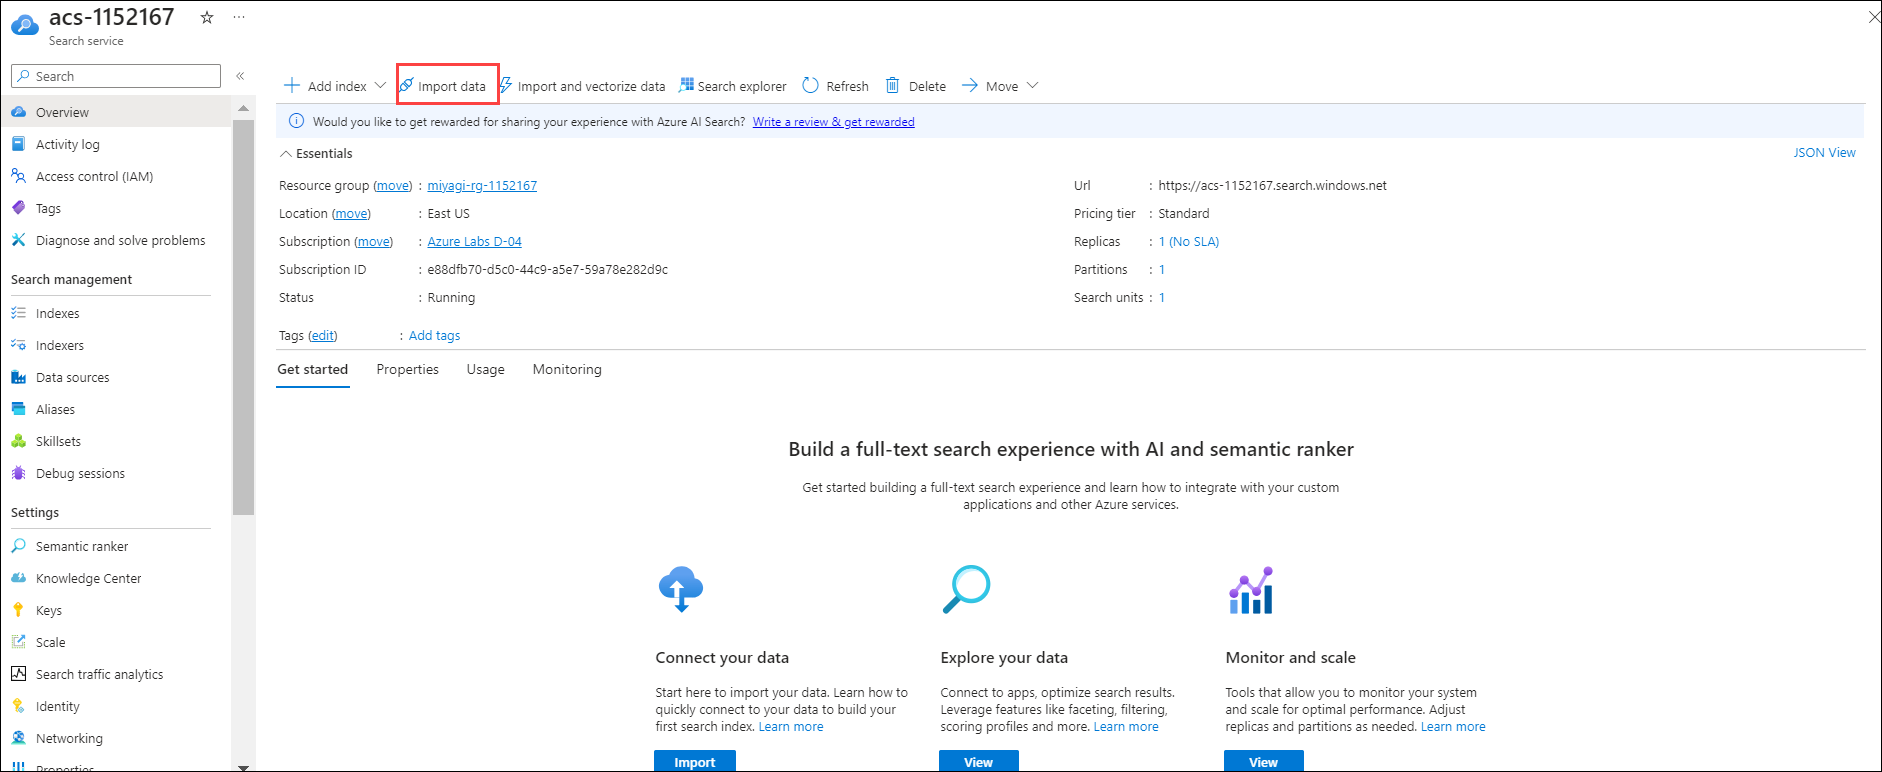 acs-1152167
Search service
Search
Overview
Activity log
Access control (IAM)
Tags
Diagnose and solve problems
Search management
Indexes
Indexers
Data sources
Aliases
Skillsets
Debug sessions
Settings
Semantic ranker
Knowledge Center
Keys
Scale
Search traffic analytics
Identity
Networking
Properties
Add index Import data Import and vectorize data Search explorer Refresh Delete Move
Would you like to get rewarded for sharing your experience with Azure AI Search? Write a review & get rewarded
Essentials JSON View
Resource group (move) : miyagi-rg-1152167
Location (move) : East US
Subscription (move) : Azure Labs D-04
Subscription ID : e88dfb70-d5c0-44c9-a5e7-59a78e282d9c
Status : Running
Url : https://acs-1152167.search.windows.net
Pricing tier : Standard
Replicas : 1 (No SLA)
Partitions : 1
Search units : 1
Tags (edit) : Add tags
Get started Properties Usage Monitoring
Build a full-text search experience with AI and semantic ranker
Get started building a full-text search experience and learn how to integrate with your custom
applications and other Azure services.
Connect your data
Start here to import your data. Learn how to
quickly connect to your data to build your
first search index. Learn more
Import
Explore your data
Connect to apps, optimize search results.
Leverage features like faceting, filtering,
scoring profiles and more. Learn more
View
Monitor and scale
Tools that allow you to monitor your system
and scale for optimal performance. Adjust
replicas and partitions as needed. Learn more
View